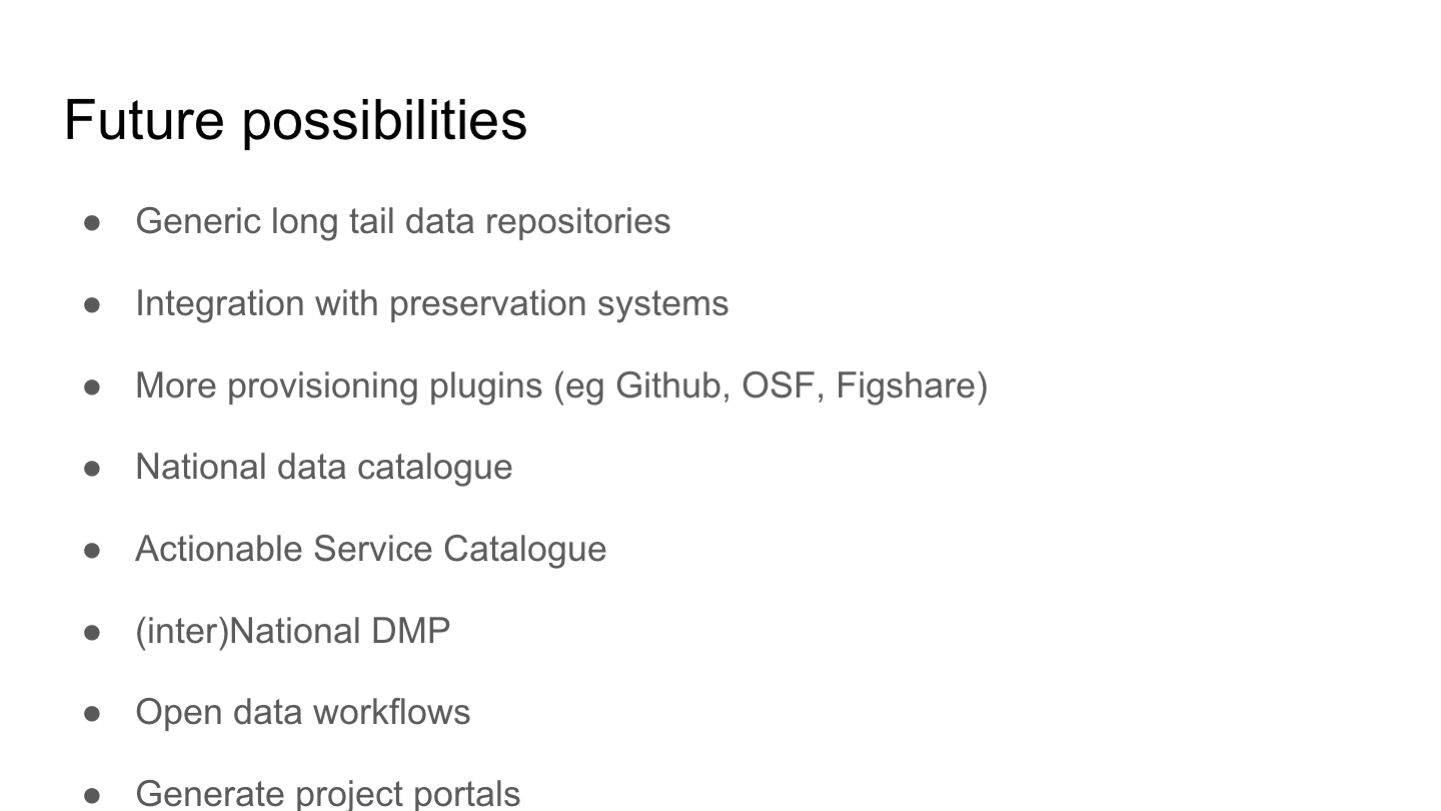 Future possibilities
● Generic long tail data repositories
● Integration with preservation systems
● More provisioning plugins (eg Github, OSF, Figshare)
● National data catalogue
● Actionable Service Catalogue
● (inter)National DMP
● Open data workflows
● Generate project portals